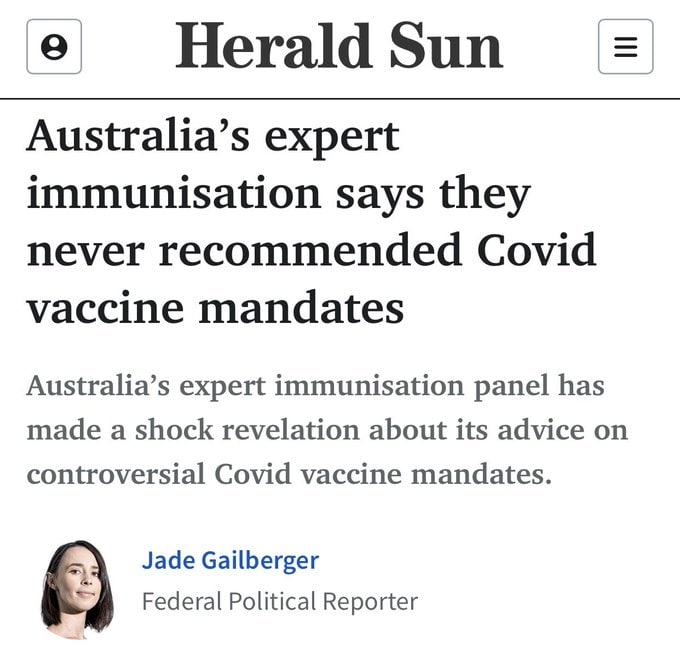 Herald Sun
Australia’s expert
immunisation says they
never recommended Covid
vaccine mandates
Australia’s expert immunisation panel has
made a shock revelation about its advice on
controversial Covid vaccine mandates.
Jade Gailberger
Federal Political Reporter